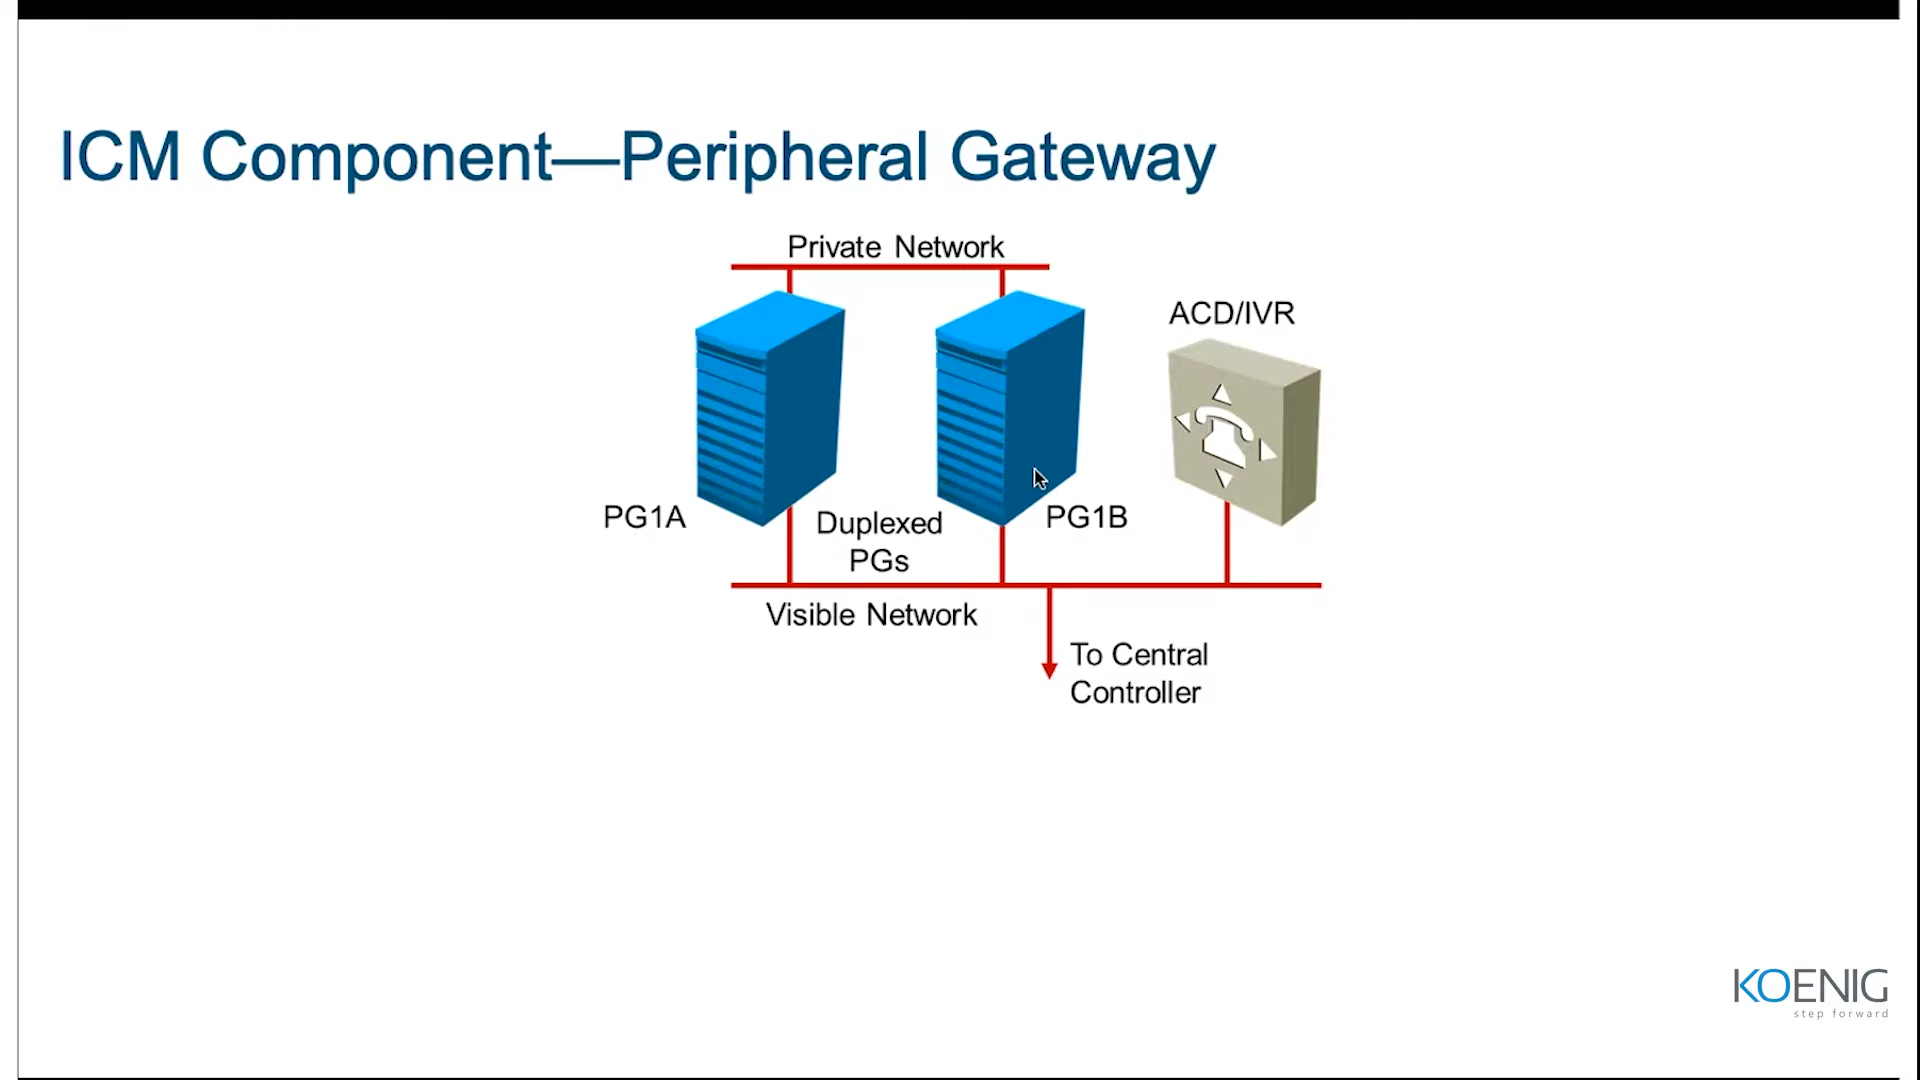 ICM Component—Peripheral Gateway
Private Network
ACD/IVR
PG1A
Duplexed
PGs
PG1B
Visible Network
To Central
Controller
KOENIG
step forward